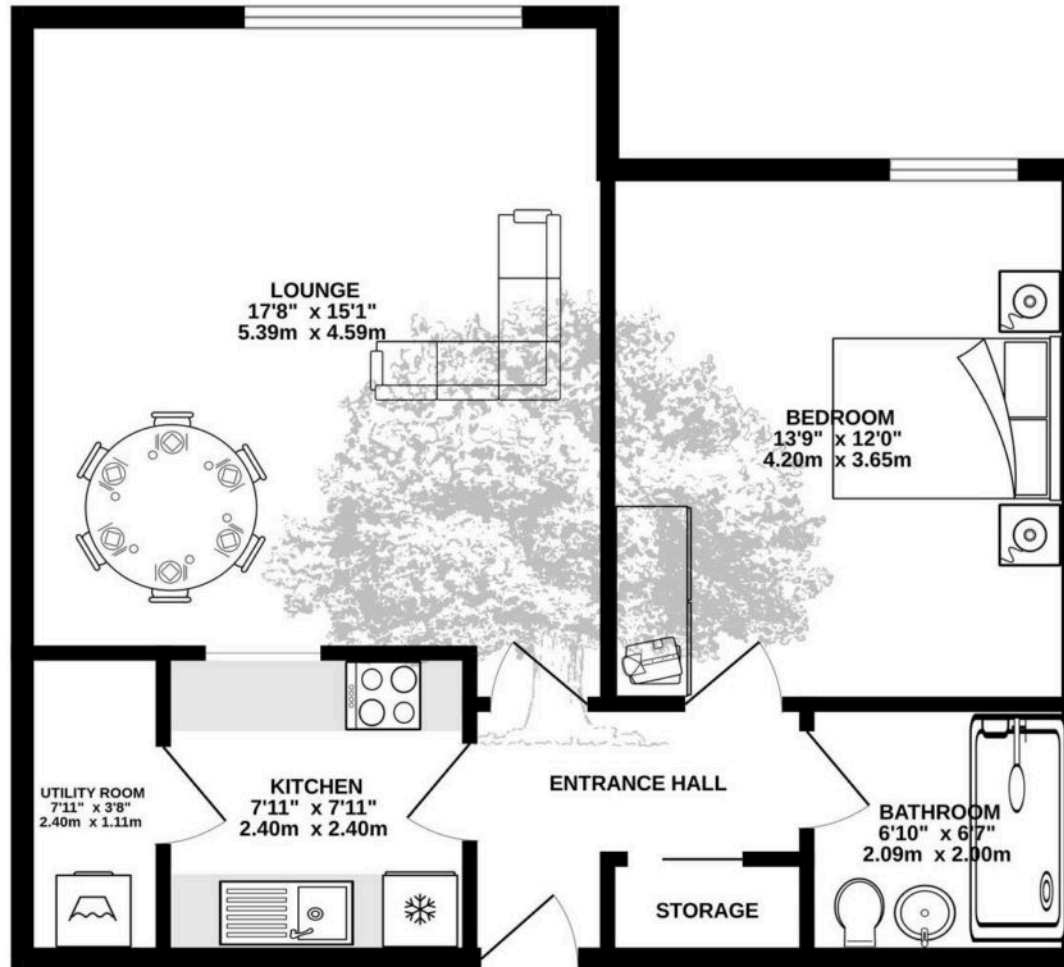 LOUNGE
17'8" x 15'1"
5.39m x 4.59m
BEDROOM
13'9" x 12'0"
4.20m x 3.65m
UTILITY ROOM
7'11" x 3'8"
2.40m x 1.11m
KITCHEN
7'11" x 7'11"
2.40m x 2.40m
ENTRANCE HALL
BATHROOM
6'10" x 6'7"
2.09m x 2.00m
STORAGE